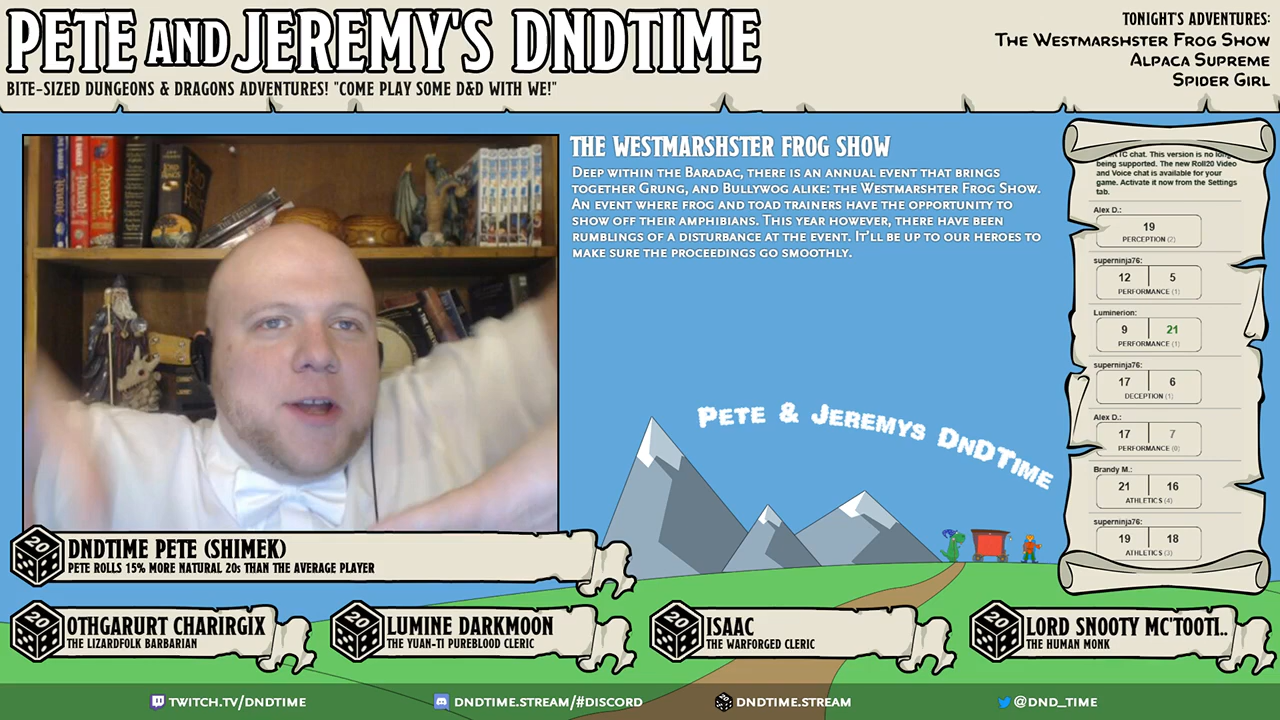 PETE AND JEREMY'S DNDTIME
BITE-SIZED DUNGEONS & DRAGONS ADVENTURES! "COME PLAY SOME D&D WITH WE!"
TONIGHT'S ADVENTURES:
The Westmarshster Frog Show
Alpaca Supreme
Spider Girl
THE WESTMARSHSTER FROG SHOW
Deep within the Baradac, there is an annual event that brings
together Grung, and Bullywog alike: the Westmarshter Frog Show.
An event where frog and toad trainers have the opportunity to
show off their amphibians. This year however, there have been
rumblings of a disturbance at the event. It'll be up to our heroes to
make sure the proceedings go smoothly.
Pete & Jeremys DnDTime
chat. This version is no
being supported. The new Roll20 Video
and Voice chat is available for your
game. Activate it now from the Settings
tab.
Alex D.:
19
PERCEPTION (2)
superninja76:
12 5
PERFORMANCE (1)
Luminerion:
9 21
PERFORMANCE (1)
superninja76:
17 6
DECEPTION (1)
Alex D.:
17 7
PERFORMANCE (0)
Brandy M.:
21 16
ATHLETICS (4)
superninja76:
19 18
ATHLETICS (3)
20
DNDTIME PETE (SHIMEK)
PETE ROLLS 15% MORE NATURAL 20s THAN THE AVERAGE PLAYER
20
OTHGARURT CHARIRGIX
THE LIZARDFOLK BARBARIAN
20
LUMINE DARKMOON
THE YUAN-TI PUREBLOOD CLERIC
20
ISAAC
THE WARFORGED CLERIC
20
LORD SNOOTY MC'TOOTI..
THE HUMAN MONK
TWITCH.TV/DNDTIME
DNDTIME.STREAM/#DISCORD
DNDTIME.STREAM
@DND_TIME